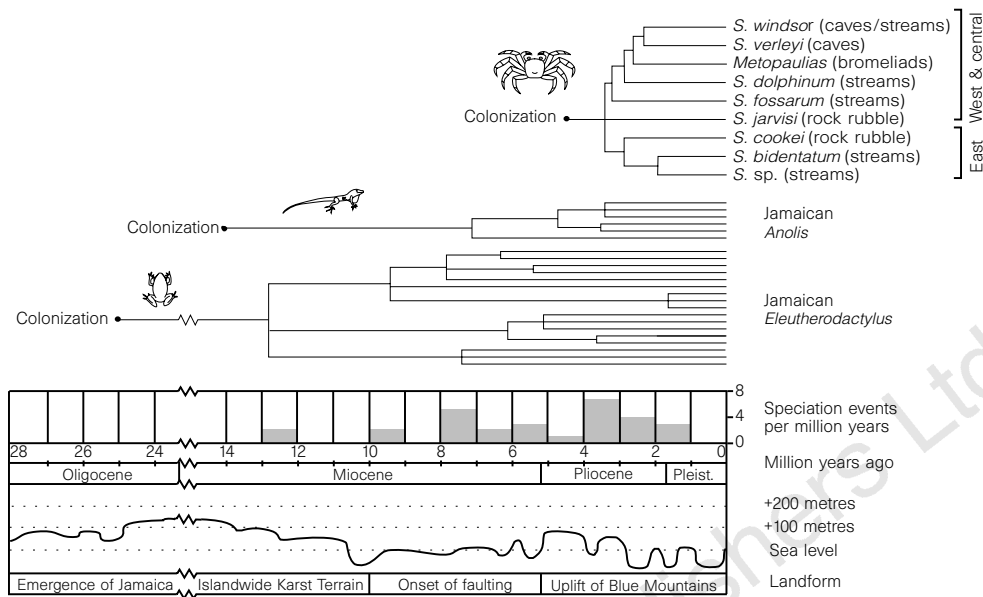 S. windsor (caves/streams)
S. verleyi (caves)
Metopaulias (bromeliads)
S. dolphinum (streams)
S. fossarum (streams)
S. jarvisi (rock rubble)
S. cookei (rock rubble)
S. bidentatum (streams)
S. sp. (streams)
West & central
East
Colonization
Colonization
Jamaican
Anolis
Colonization
Jamaican
Eleutherodactylus
8
4
0
Speciation events
per million years
28 26 24 14 12 10 8 6 4 2 0
Million years ago
Oligocene Miocene Pliocene Pleist.
+200 metres
+100 metres
Sea level
Emergence of Jamaica Islandwide Karst Terrain Onset of faulting Uplift of Blue Mountains
Landform
shers Ltd